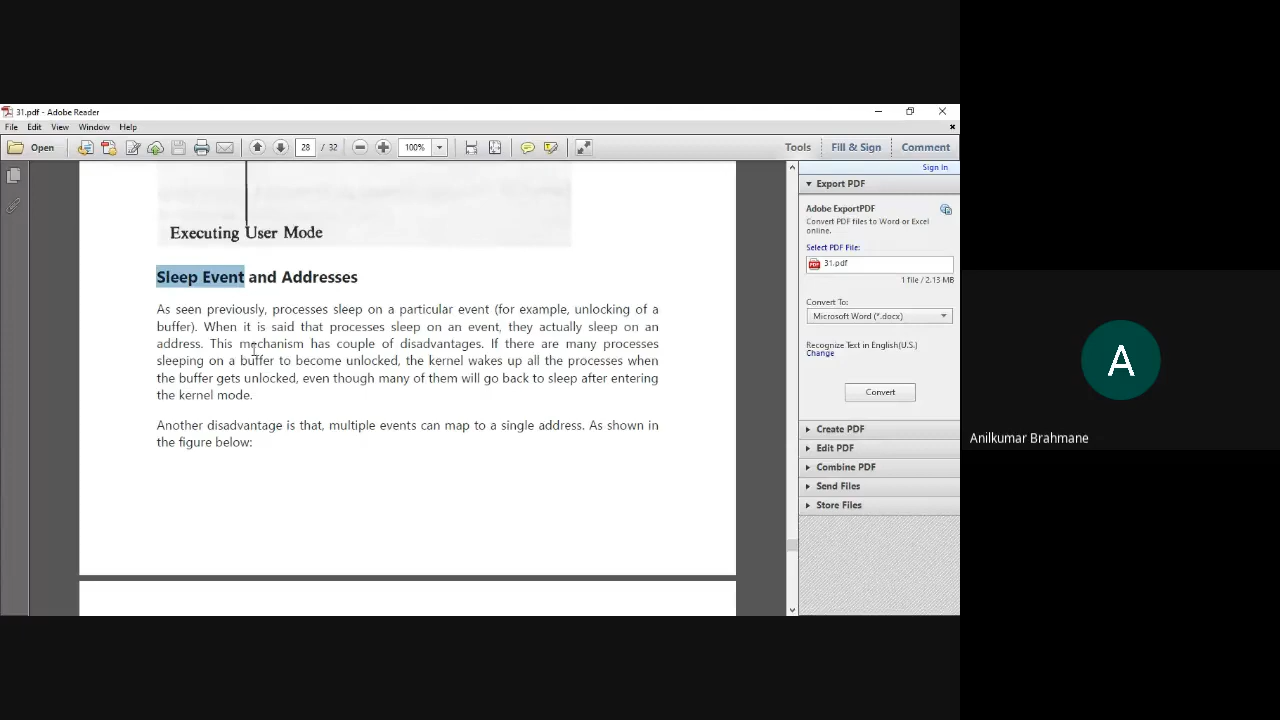 31.pdf - Adobe Reader
File Edit View Window Help
Open 28 / 32 100% Tools Fill & Sign Comment
Sign In
Export PDF
Adobe ExportPDF
Convert PDF files to Word or Excel
online.
Select PDF File:
31.pdf
1 file / 2.13 MB
Convert To:
Microsoft Word (*.docx)
Recognize Text in English(U.S.)
Change
Convert
Create PDF
Edit PDF
Combine PDF
Send Files
Store Files
Executing User Mode
Sleep Event and Addresses
As seen previously, processes sleep on a particular event (for example, unlocking of a
buffer). When it is said that processes sleep on an event, they actually sleep on an
address. This mechanism has couple of disadvantages. If there are many processes
sleeping on a buffer to become unlocked, the kernel wakes up all the processes when
the buffer gets unlocked, even though many of them will go back to sleep after entering
the kernel mode.
Another disadvantage is that, multiple events can map to a single address. As shown in
the figure below:
A
Anilkumar Brahmane